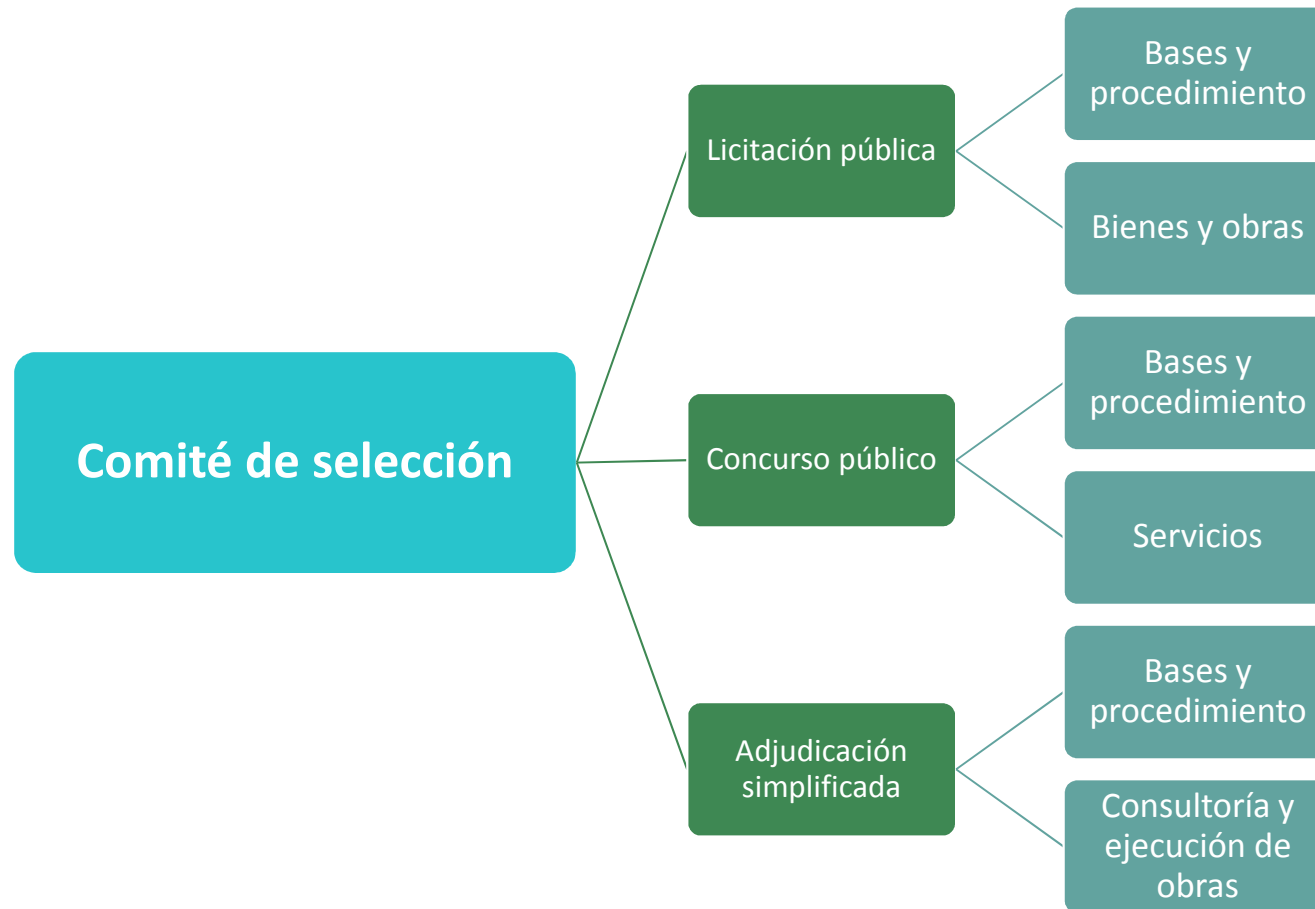 Comité de selección
Licitación pública
Bases y
procedimiento
Bienes y obras
Concurso público
Bases y
procedimiento
Servicios
Adjudicación
simplificada
Bases y
procedimiento
Consultoría y
ejecución de
obras